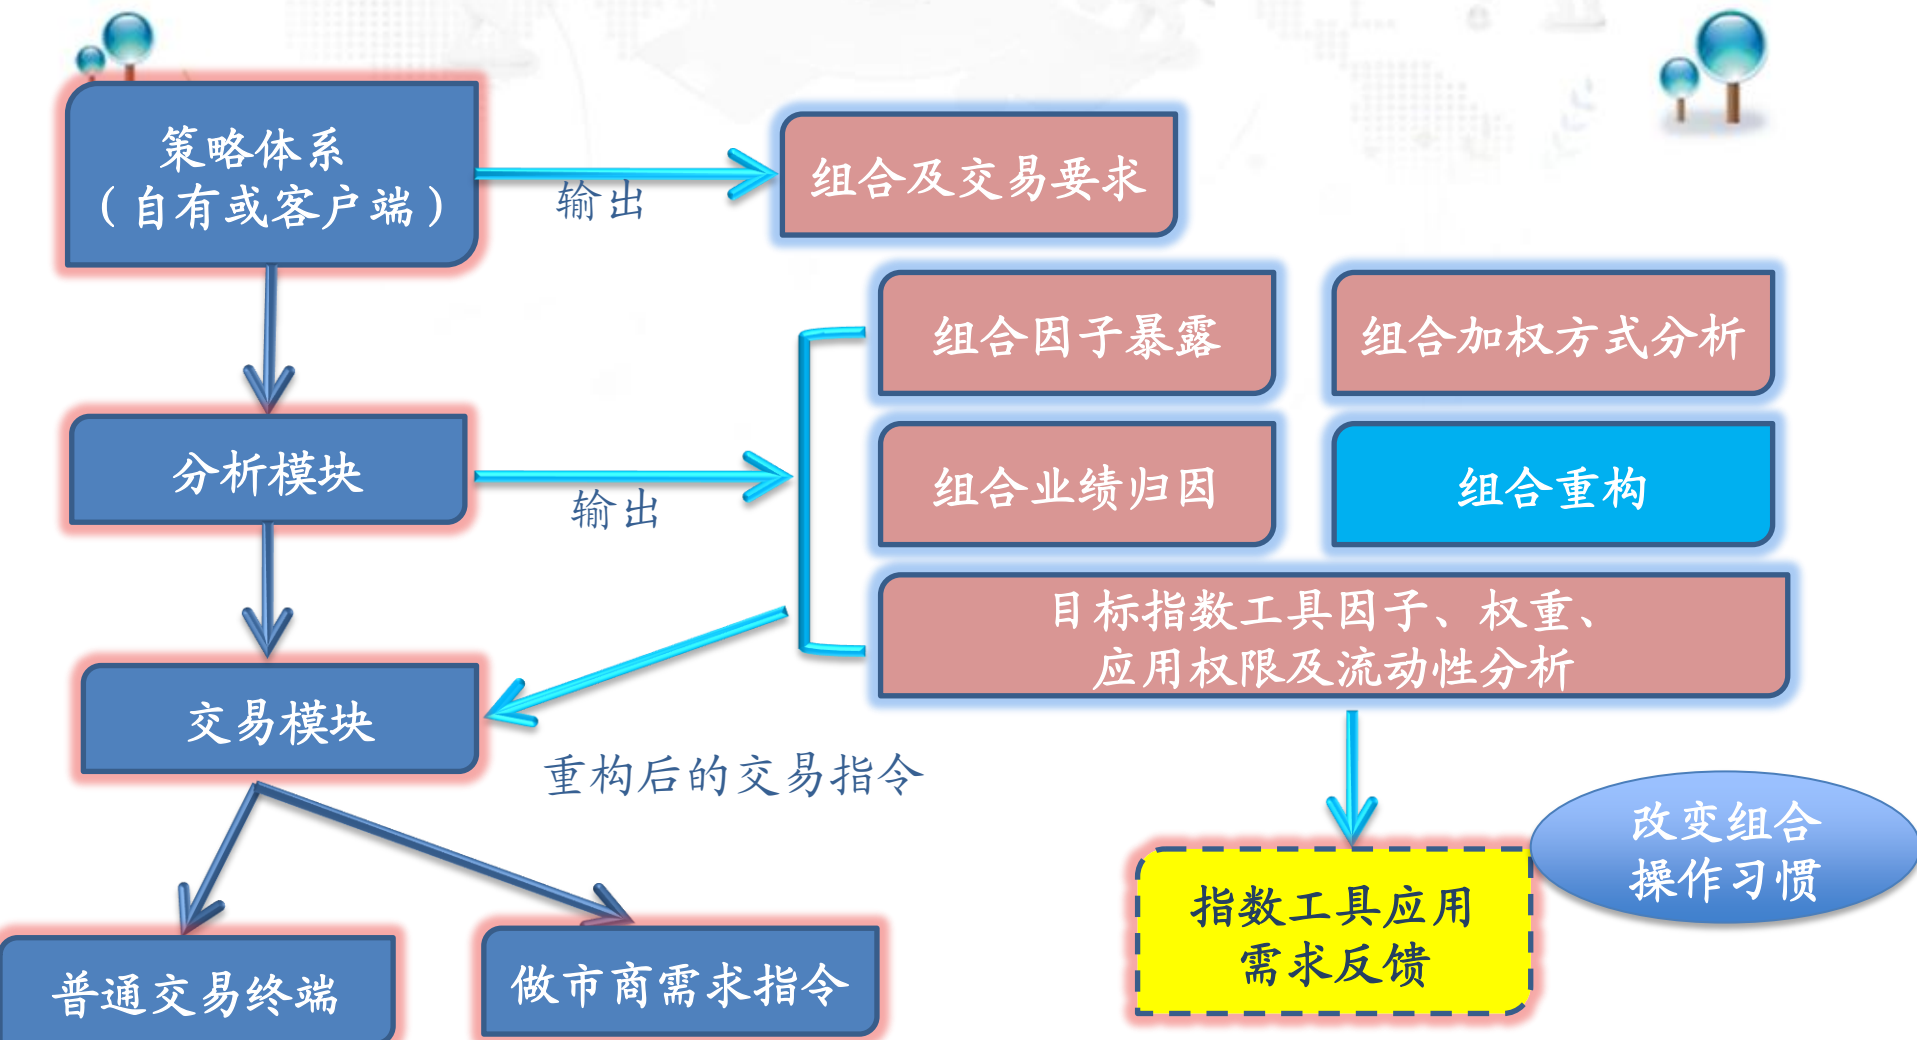 策略体系
（自有或客户端）
输出
组合及交易要求
组合因子暴露
组合加权方式分析
分析模块
输出
组合业绩归因
组合重构
目标指数工具因子、权重、
应用权限及流动性分析
交易模块
重构后的交易指令
改变组合
操作习惯
指数工具应用
需求反馈
普通交易终端
做市商需求指令